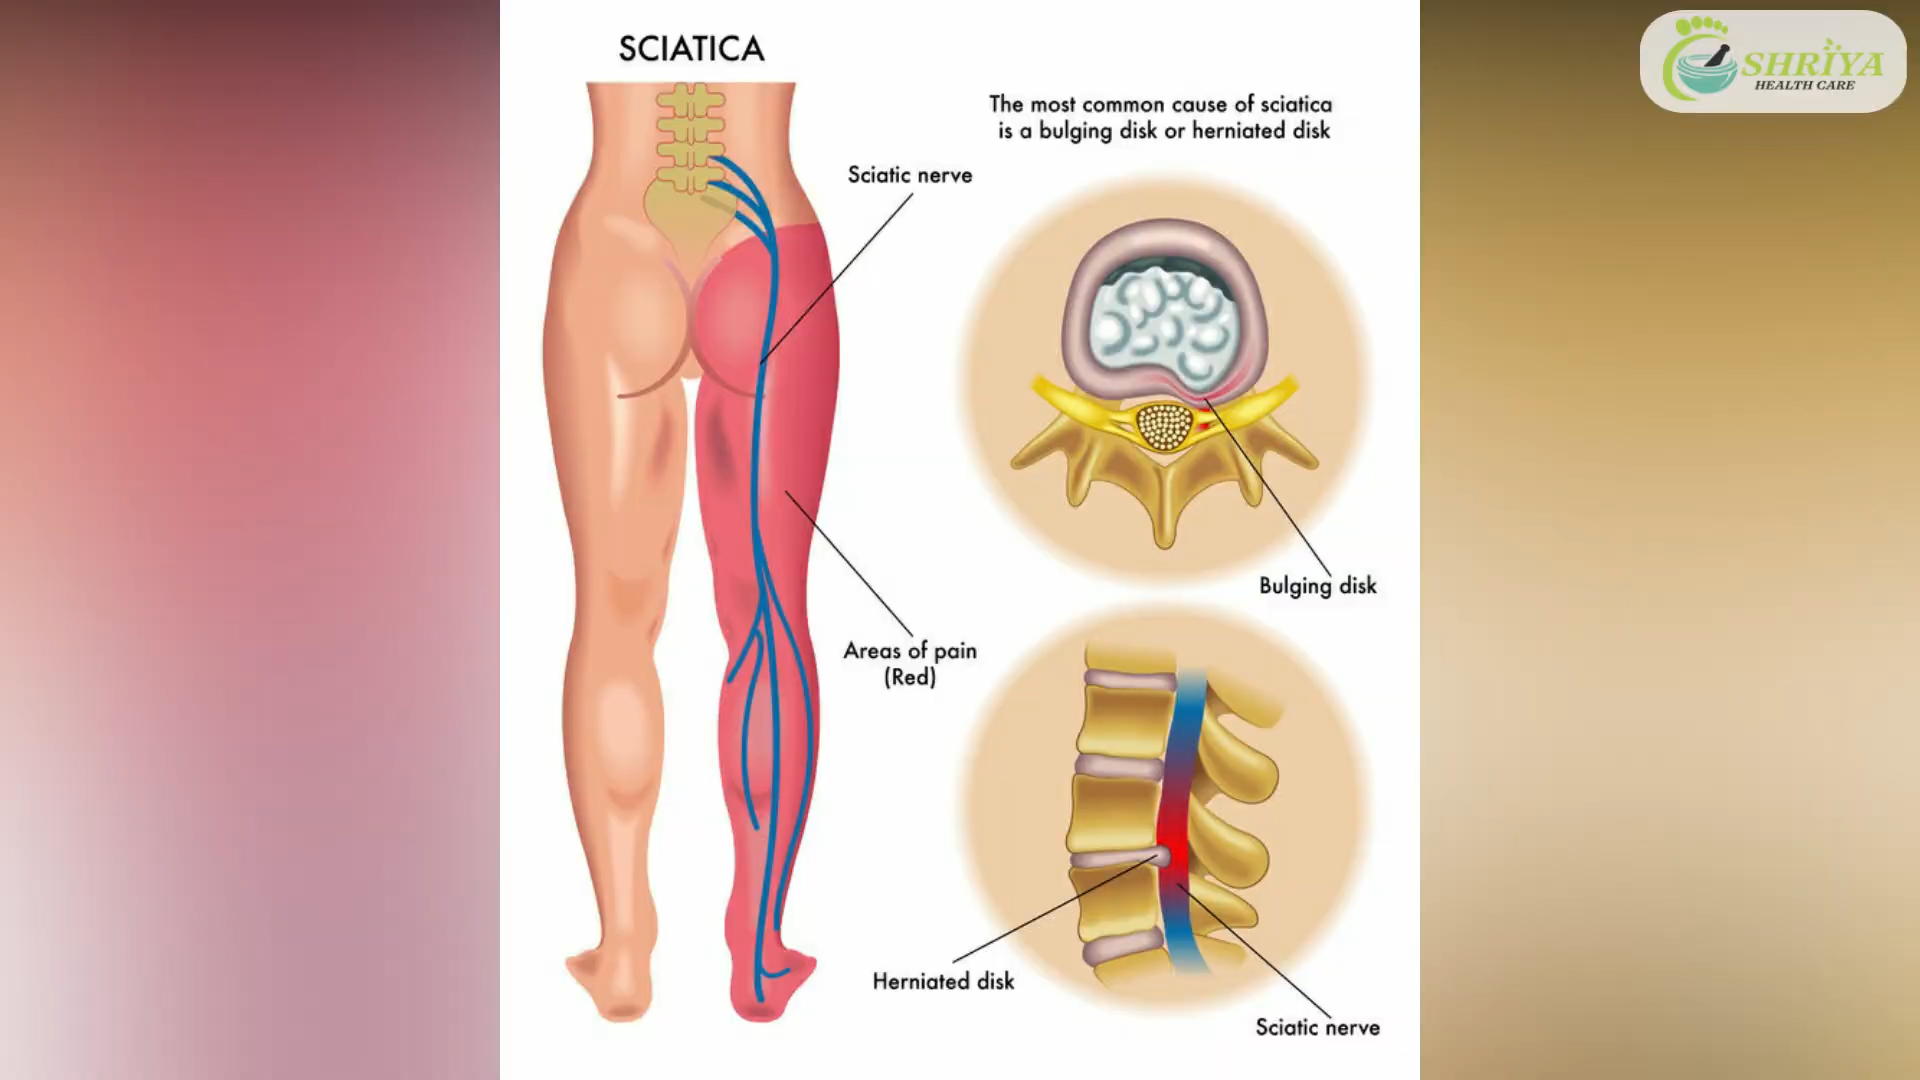 SCIATICA
SHRIYA
HEALTH CARE
The most common cause of sciatica
is a bulging disk or herniated disk
Sciatic nerve
Bulging disk
Areas of pain
(Red)
Herniated disk
Sciatic nerve